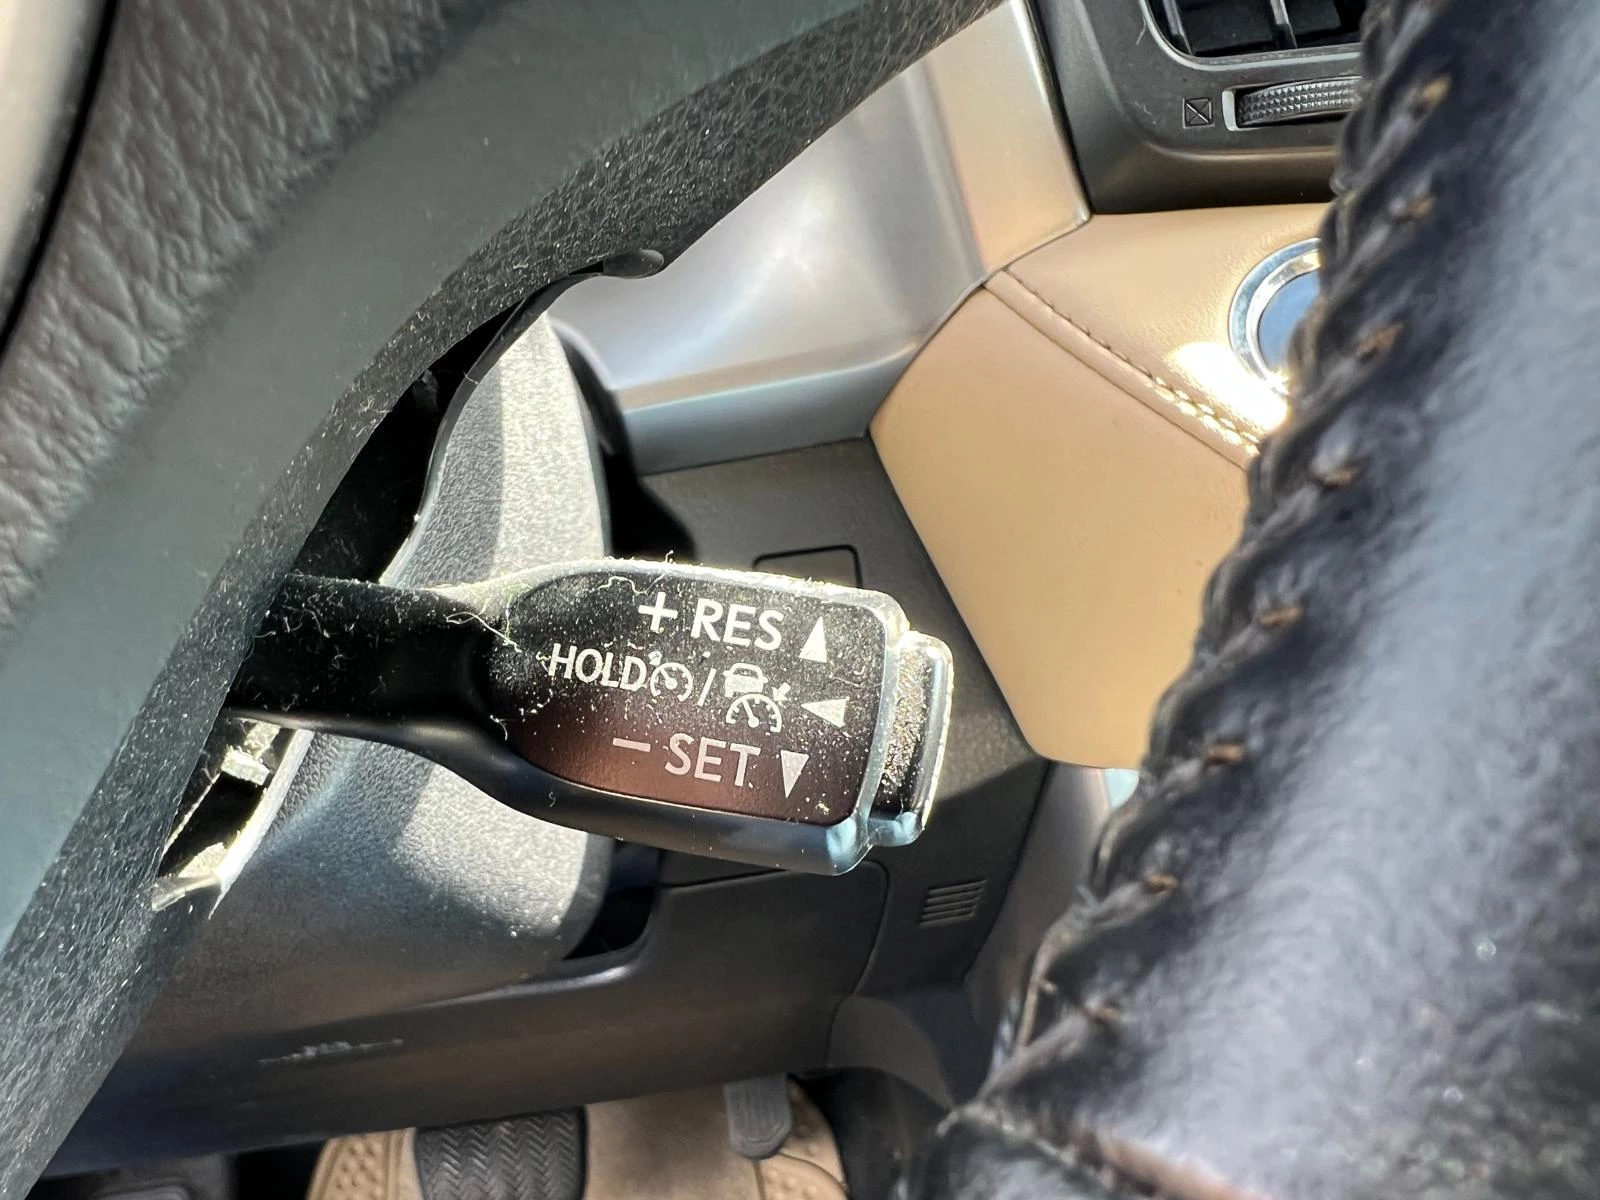 + RES
HOLD /
- SET